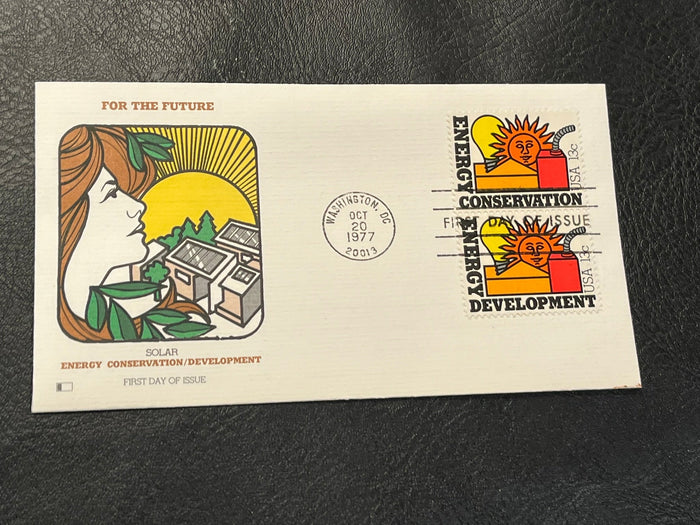 FOR THE FUTURE
SOLAR
ENERGY CONSERVATION/DEVELOPMENT
FIRST DAY OF ISSUE
WASHINGTON, DC
OCT
20
1977
20013
ENERGY
CONSERVATION
USA 13c
FIRST DAY OF ISSUE
ENERGY
DEVELOPMENT
USA 13c